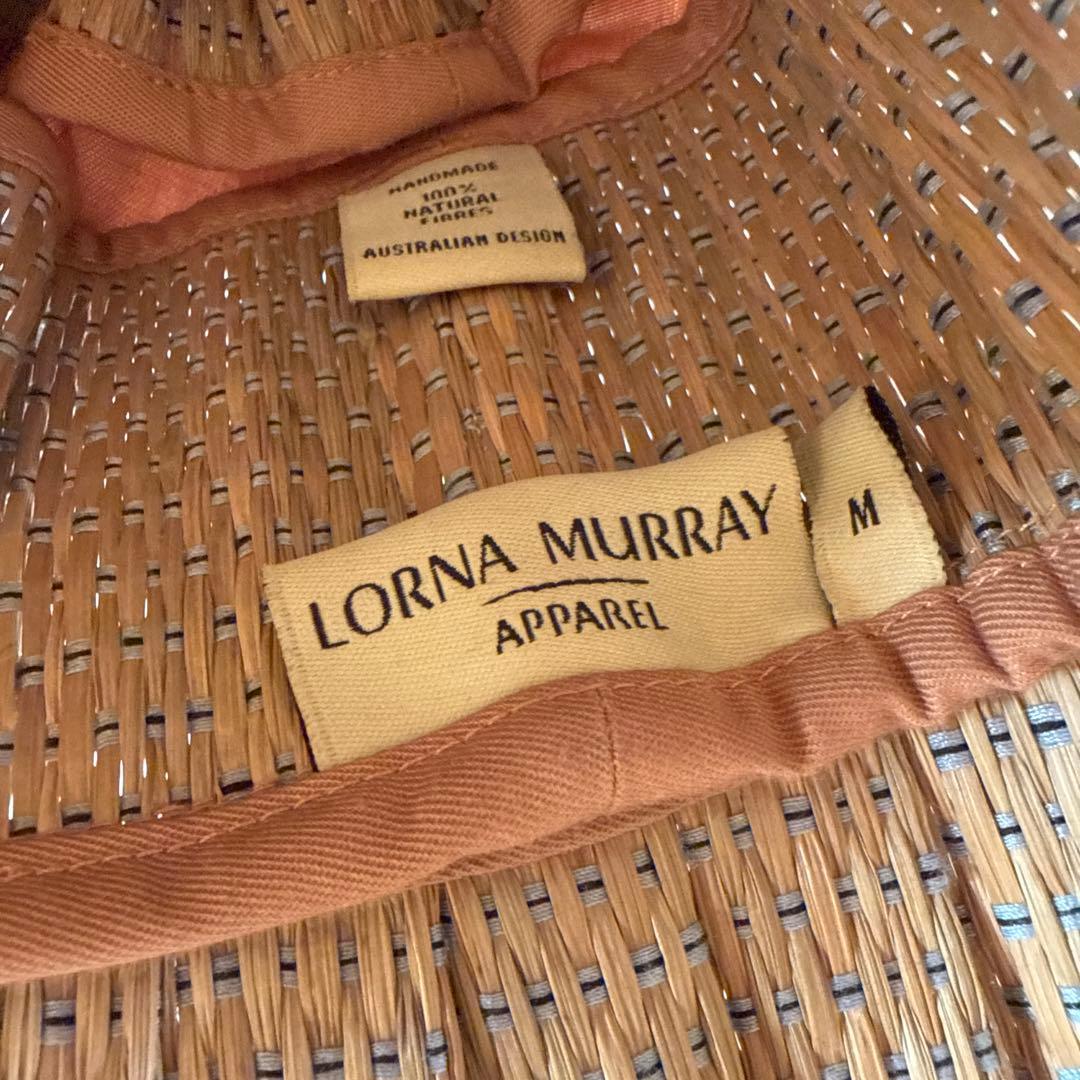 HANDMADE
100%
NATURAL
FIBRES
AUSTRALIAN DESIGN
LORNA MURRAY
APPAREL
M